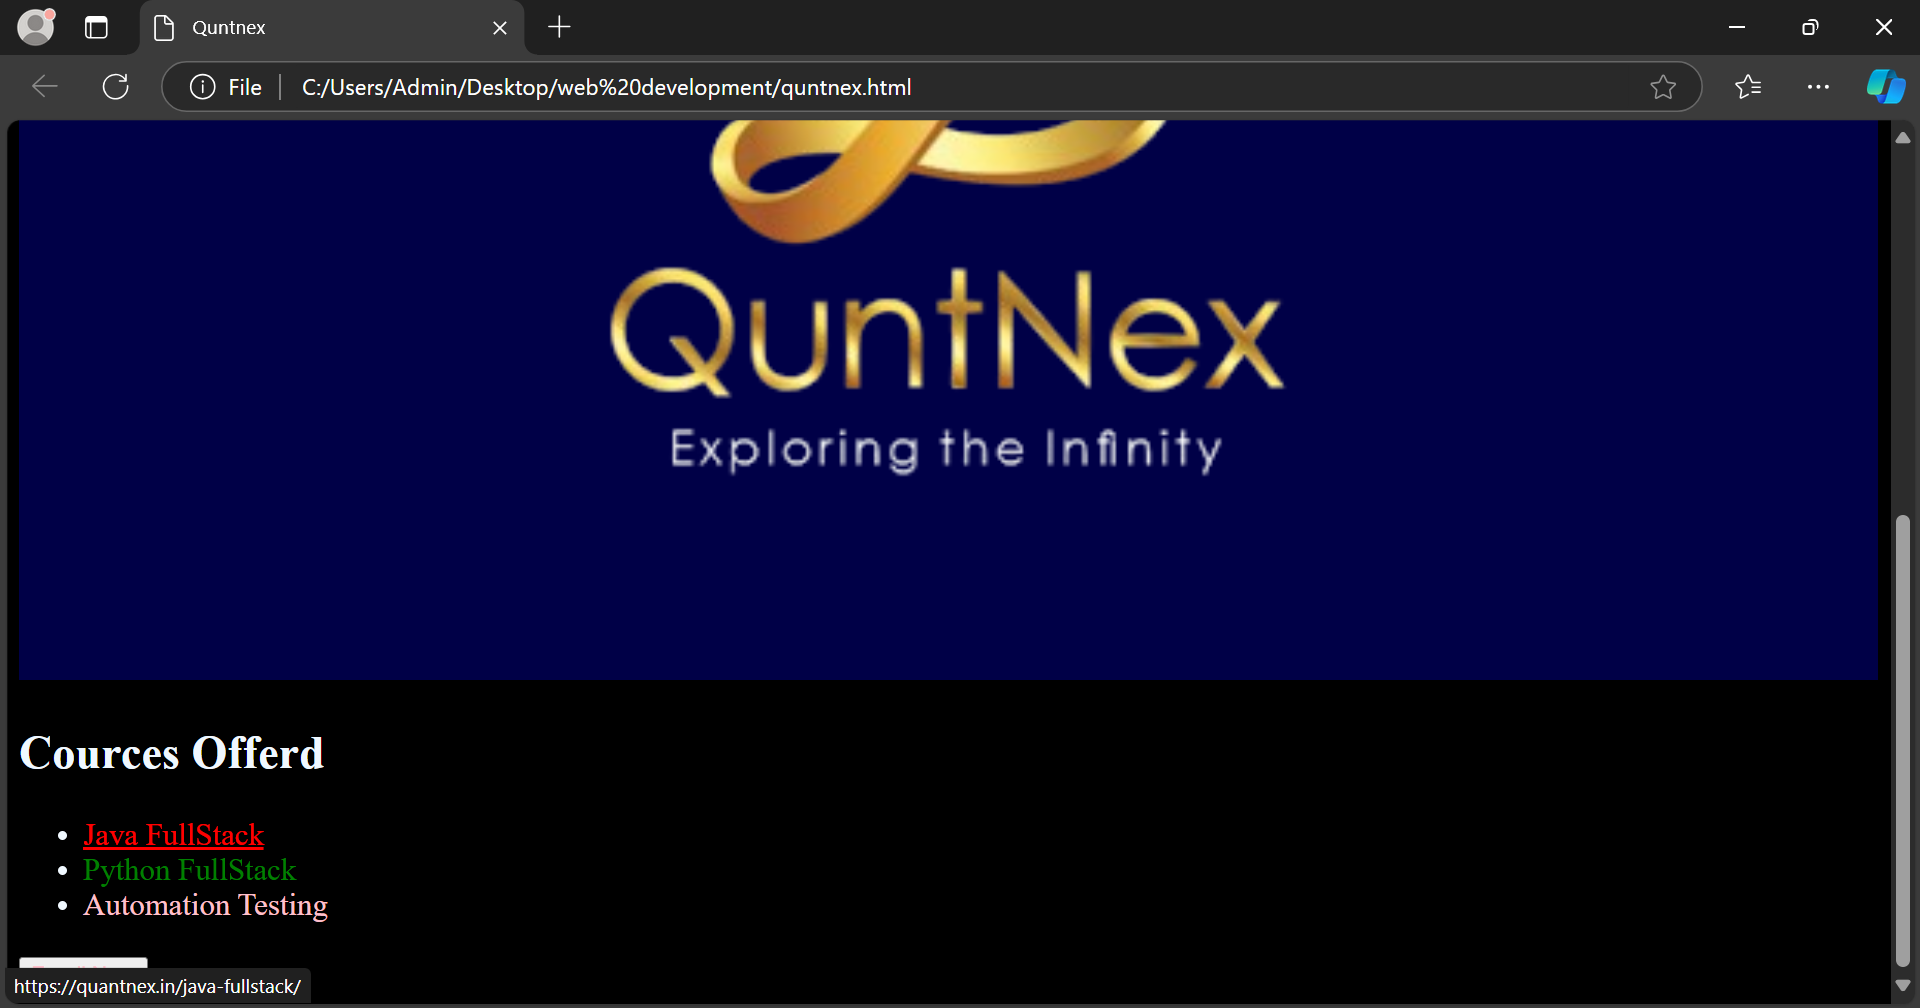 Quntnex
File
C:/Users/Admin/Desktop/web%20development/quntnex.html
QuntNex
Exploring the Infinity
Cources Offerd
Java FullStack
Python FullStack
Automation Testing
https://quantnex.in/java-fullstack/